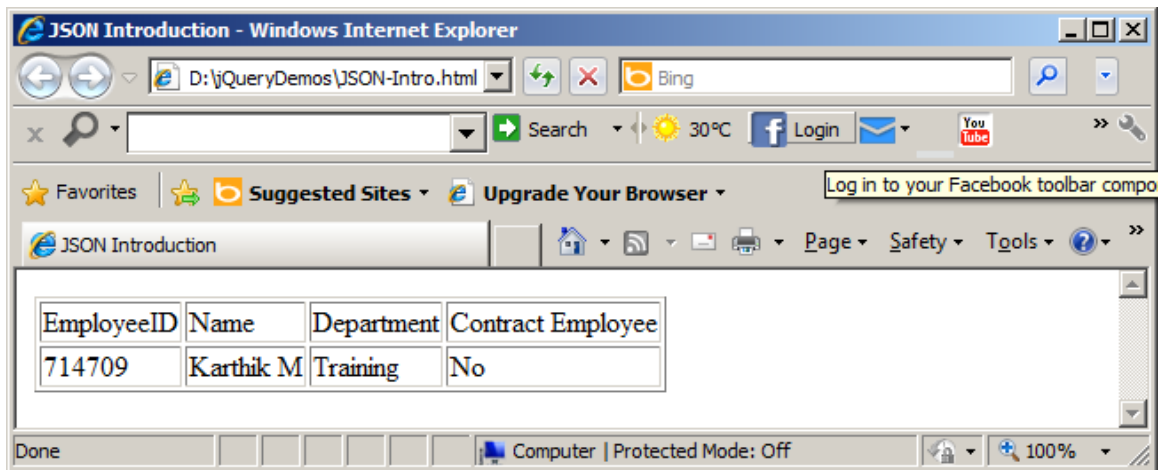 JSON Introduction - Windows Internet Explorer
D:\jQueryDemos\JSON-Intro.html Bing
x Search 30°C f Login You Tube »
Favorites Suggested Sites Upgrade Your Browser Log in to your Facebook toolbar compo
JSON Introduction Page Safety Tools »
EmployeeID Name Department Contract Employee
714709 Karthik M Training No
Done Computer | Protected Mode: Off 100%